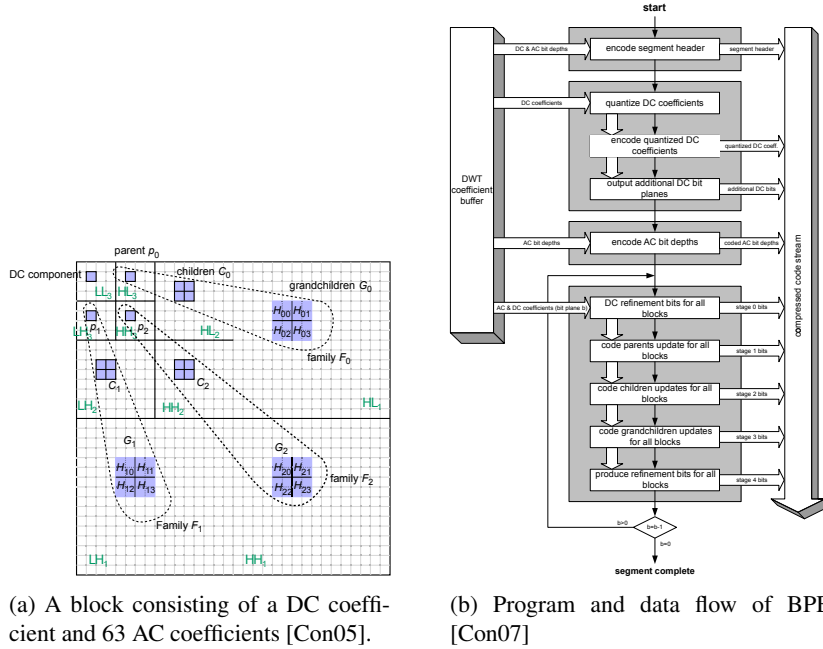 parent p0
DC component
children C0
grandchildren G0
LL3 HL3
H00 H01
H02 H03
p1 p2
LH3 HH3
HL2
family F0
C1 C2
LH2 HH2
HL1
G1
G2
H10 H11
H12 H13
H20 H21
H22 H23
family F2
Family F1
LH1 HH1
(a) A block consisting of a DC coeffi-
cient and 63 AC coefficients [Con05].
start
DC & AC bit depths
encode segment header
segment header
DC coefficients
quantize DC coefficients
encode quantized DC
coefficients
quantized DC coeff.
DWT
coefficient
buffer
output additional DC bit
planes
additional DC bits
AC bit depths
encode AC bit depths
coded AC bit depths
compressed code stream
AC & DC coefficients (bit plane b)
DC refinement bits for all
blocks
stage 0 bits
code parents update for all
blocks
stage 1 bits
code children updates for all
blocks
stage 2 bits
code grandchildren updates
for all blocks
stage 3 bits
produce refinement bits for all
blocks
stage 4 bits
b>0
b=b-1
b=0
segment complete
(b) Program and data flow of BPE
[Con07]